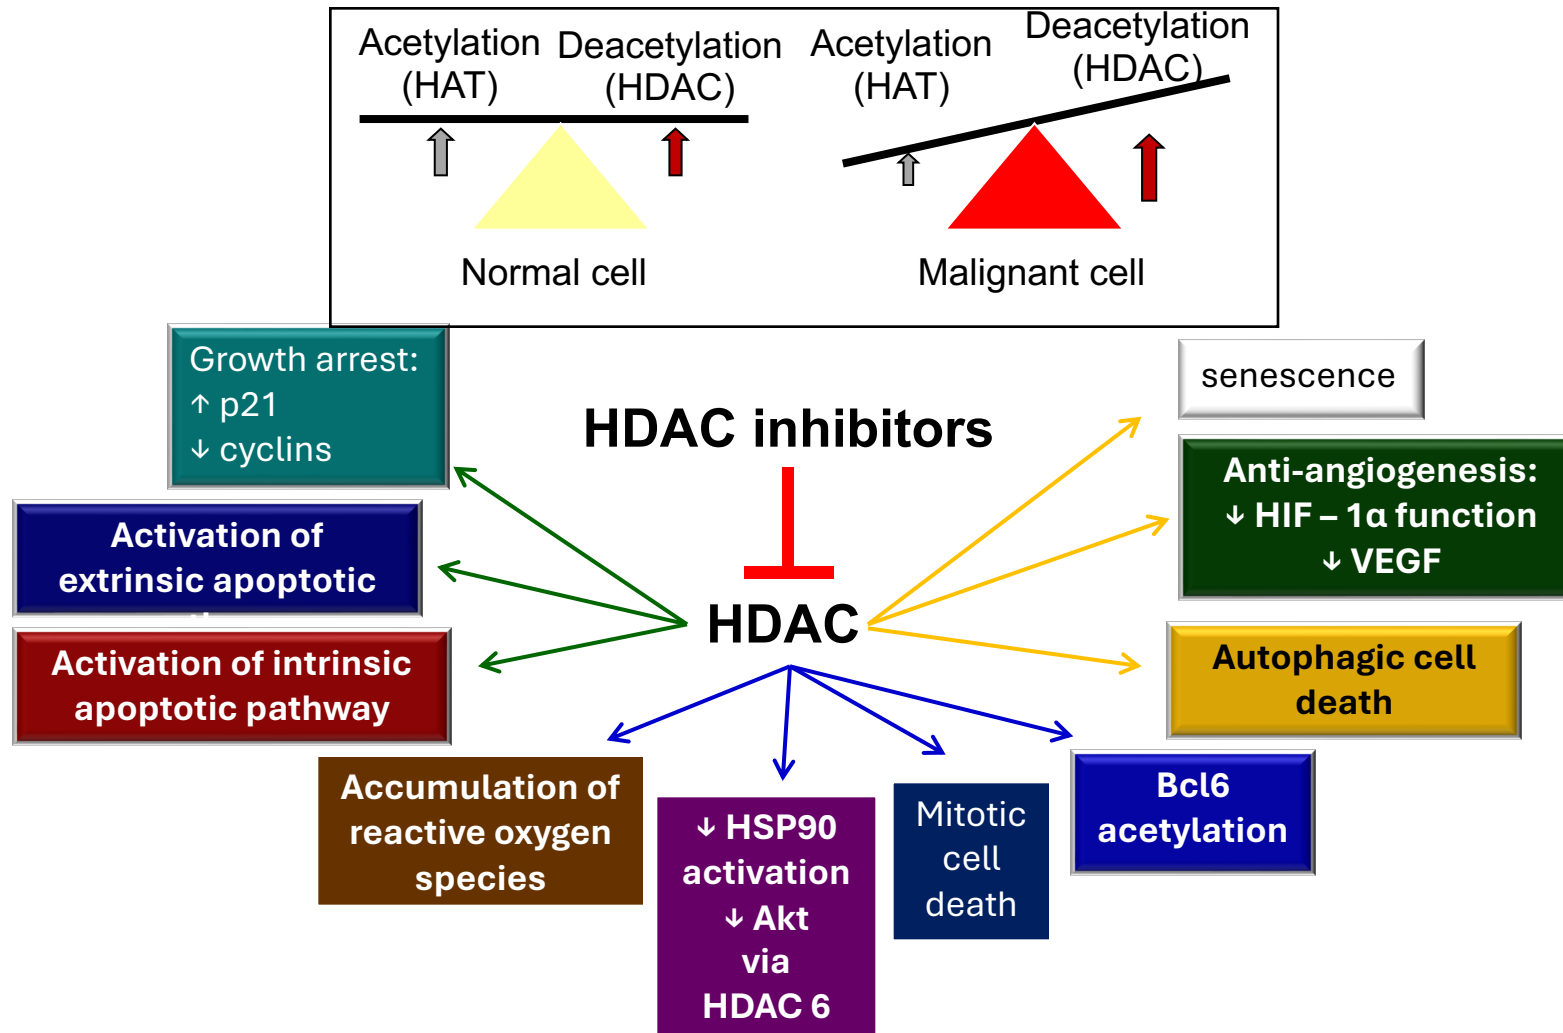 Acetylation
(HAT)
Deacetylation
(HDAC)
Acetylation
(HAT)
Deacetylation
(HDAC)
Normal cell
Malignant cell
Growth arrest:
↑ p21
↓ cyclins
Activation of
extrinsic apoptotic
Activation of intrinsic
apoptotic pathway
HDAC inhibitors
HDAC
senescence
Anti-angiogenesis:
↓ HIF – 1α function
↓ VEGF
Autophagic cell
death
Accumulation of
reactive oxygen
species
↓ HSP90
activation
↓ Akt
via
HDAC 6
Mitotic
cell
death
Bcl6
acetylation